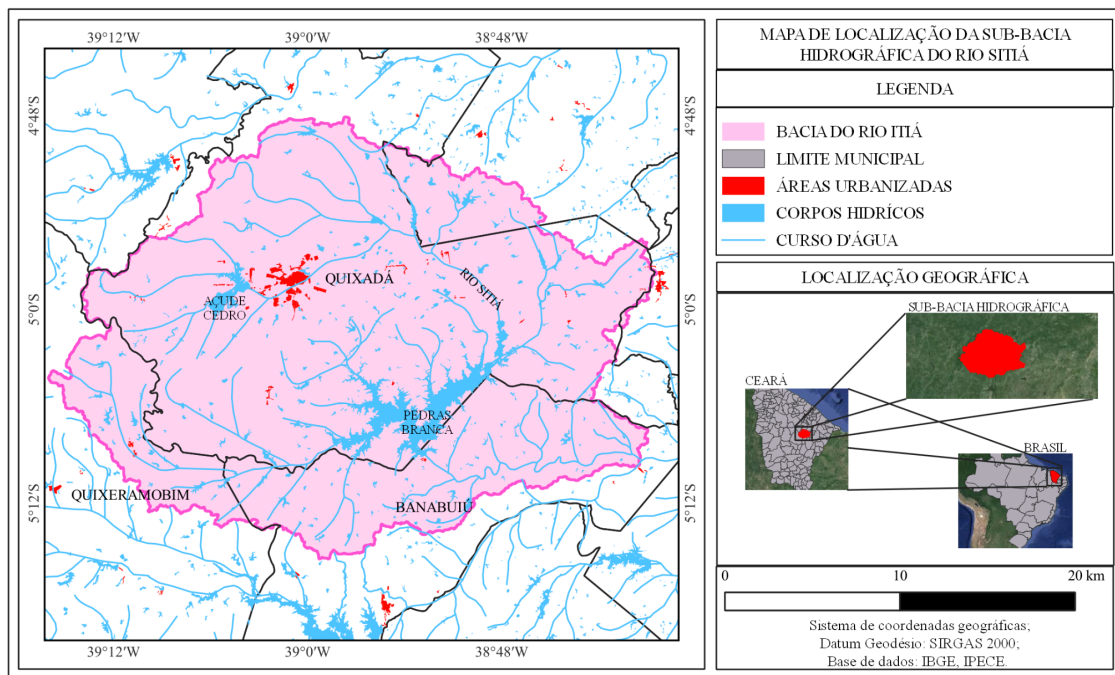 39°12'S
39°0'S
38°48'S
4°48'S
4°48'S
QUIXADÁ
RIO SITIÁ
AÇUDE
CEDRO
5°0'S
5°0'S
PEDRAS
BRANCA
QUIXERAMOBIM
BANABUIÚ
5°12'S
5°12'S
39°12'S
39°0'S
38°48'S
MAPA DE LOCALIZAÇÃO DA SUB-BACIA
HIDROGRÁFICA DO RIO SITIÁ
LEGENDA
BACIA DO RIO ITIÁ
LIMITE MUNICIPAL
ÁREAS URBANIZADAS
CORPOS HIDRÍCOS
CURSO D'ÁGUA
LOCALIZAÇÃO GEOGRÁFICA
SUB-BACIA HIDROGRÁFICA
CEARÁ
BRASIL
0 10 20 km
Sistema de coordenadas geográficas;
Datum Geodésio: SIRGAS 2000;
Base de dados: IBGE, IPECE.